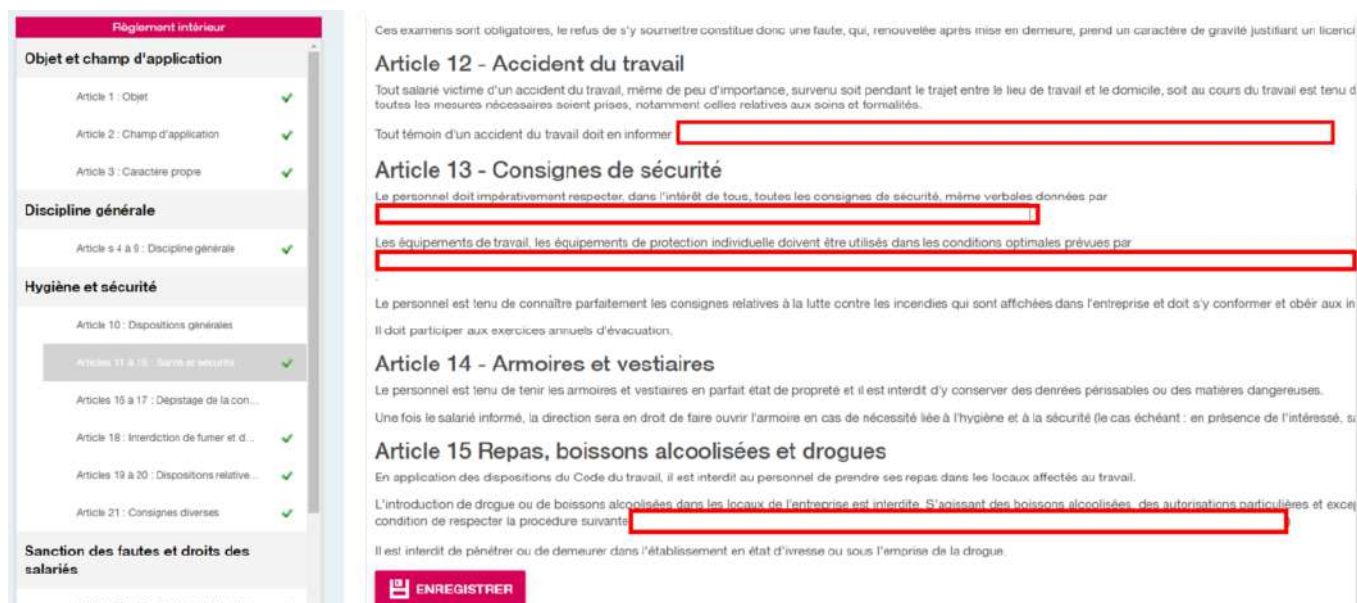 Règlement intérieur
Objet et champ d'application
Article 1 : Objet
Article 2 : Champ d'application
Article 3 : Caractère propre
Discipline générale
Article s 4 à 9 : Discipline générale
Hygiène et sécurité
Article 10 : Dispositions générales
Articles 11 à 15 : Santé et sécurité
Articles 16 à 17 : Dépistage de la con...
Article 18 : Interdiction de fumer et d...
Articles 19 à 20 : Dispositions relative...
Article 21 : Consignes diverses
Sanction des fautes et droits des
salariés
Ces examens sont obligatoires, le refus de s'y soumettre constitue donc une faute, qui, renouvelée après mise en demeure, prend un caractère de gravité justifiant un licenci
Article 12 - Accident du travail
Tout salarié victime d'un accident du travail, même de peu d'importance, survenu soit pendant le trajet entre le lieu de travail et le domicile, soit au cours du travail est tenu d
toutes les mesures nécessaires soient prises, notamment celles relatives aux soins et formalités.
Tout témoin d'un accident du travail doit en informer
Article 13 - Consignes de sécurité
Le personnel doit impérativement respecter, dans l'intérêt de tous, toutes les consignes de sécurité, même verbales données par
Les équipements de travail, les équipements de protection individuelle doivent être utilisés dans les conditions optimales prévues par
.
Le personnel est tenu de connaître parfaitement les consignes relatives à la lutte contre les incendies qui sont affichées dans l'entreprise et doit s'y conformer et obéir aux in
Il doit participer aux exercices annuels d'évacuation.
Article 14 - Armoires et vestiaires
Le personnel est tenu de tenir les armoires et vestiaires en parfait état de propreté et il est interdit d'y conserver des denrées périssables ou des matières dangereuses.
Une fois le salarié informé, la direction sera en droit de faire ouvrir l'armoire en cas de nécessité liée à l'hygiène et à la sécurité (le cas échéant : en présence de l'intéressé, s
Article 15 Repas, boissons alcoolisées et drogues
En application des dispositions du Code du travail, il est interdit au personnel de prendre ses repas dans les locaux affectés au travail.
L'introduction de drogue ou de boissons alcoolisées dans les locaux de l'entreprise est interdite. S'agissant des boissons alcoolisées, des autorisations particulières et excep
condition de respecter la procédure suivante
Il est interdit de pénétrer ou de demeurer dans l'établissement en état d'ivresse ou sous l'emprise de la drogue.
ENREGISTRER